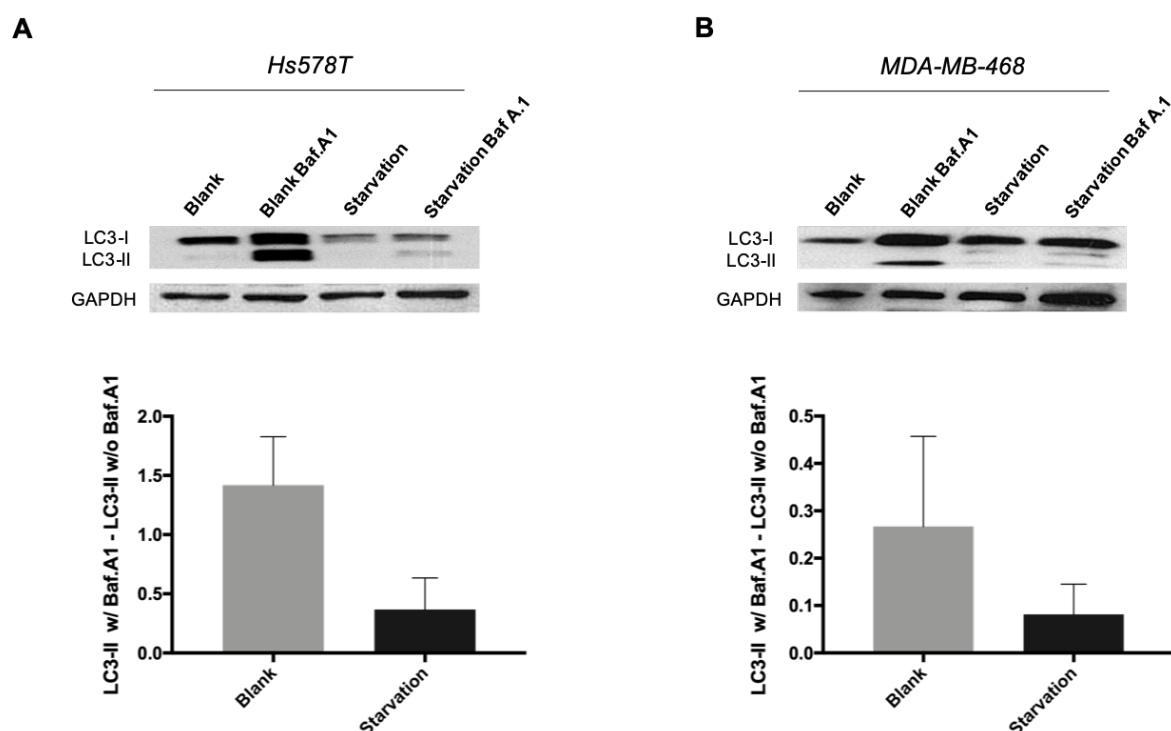 A
Hs578T
Blank
Blank Baf.A1
Starvation
Starvation Baf A.1
LC3-I
LC3-II
GAPDH
LC3-II w/ Baf.A1 - LC3-II w/o Baf.A1
2.0
1.5
1.0
0.5
0.0
Blank
Starvation
B
MDA-MB-468
Blank
Blank Baf.A1
Starvation
Starvation Baf A.1
LC3-I
LC3-II
GAPDH
LC3-II w/ Baf.A1 - LC3-II w/o Baf.A1
0.5
0.4
0.3
0.2
0.1
0.0
Blank
Starvation